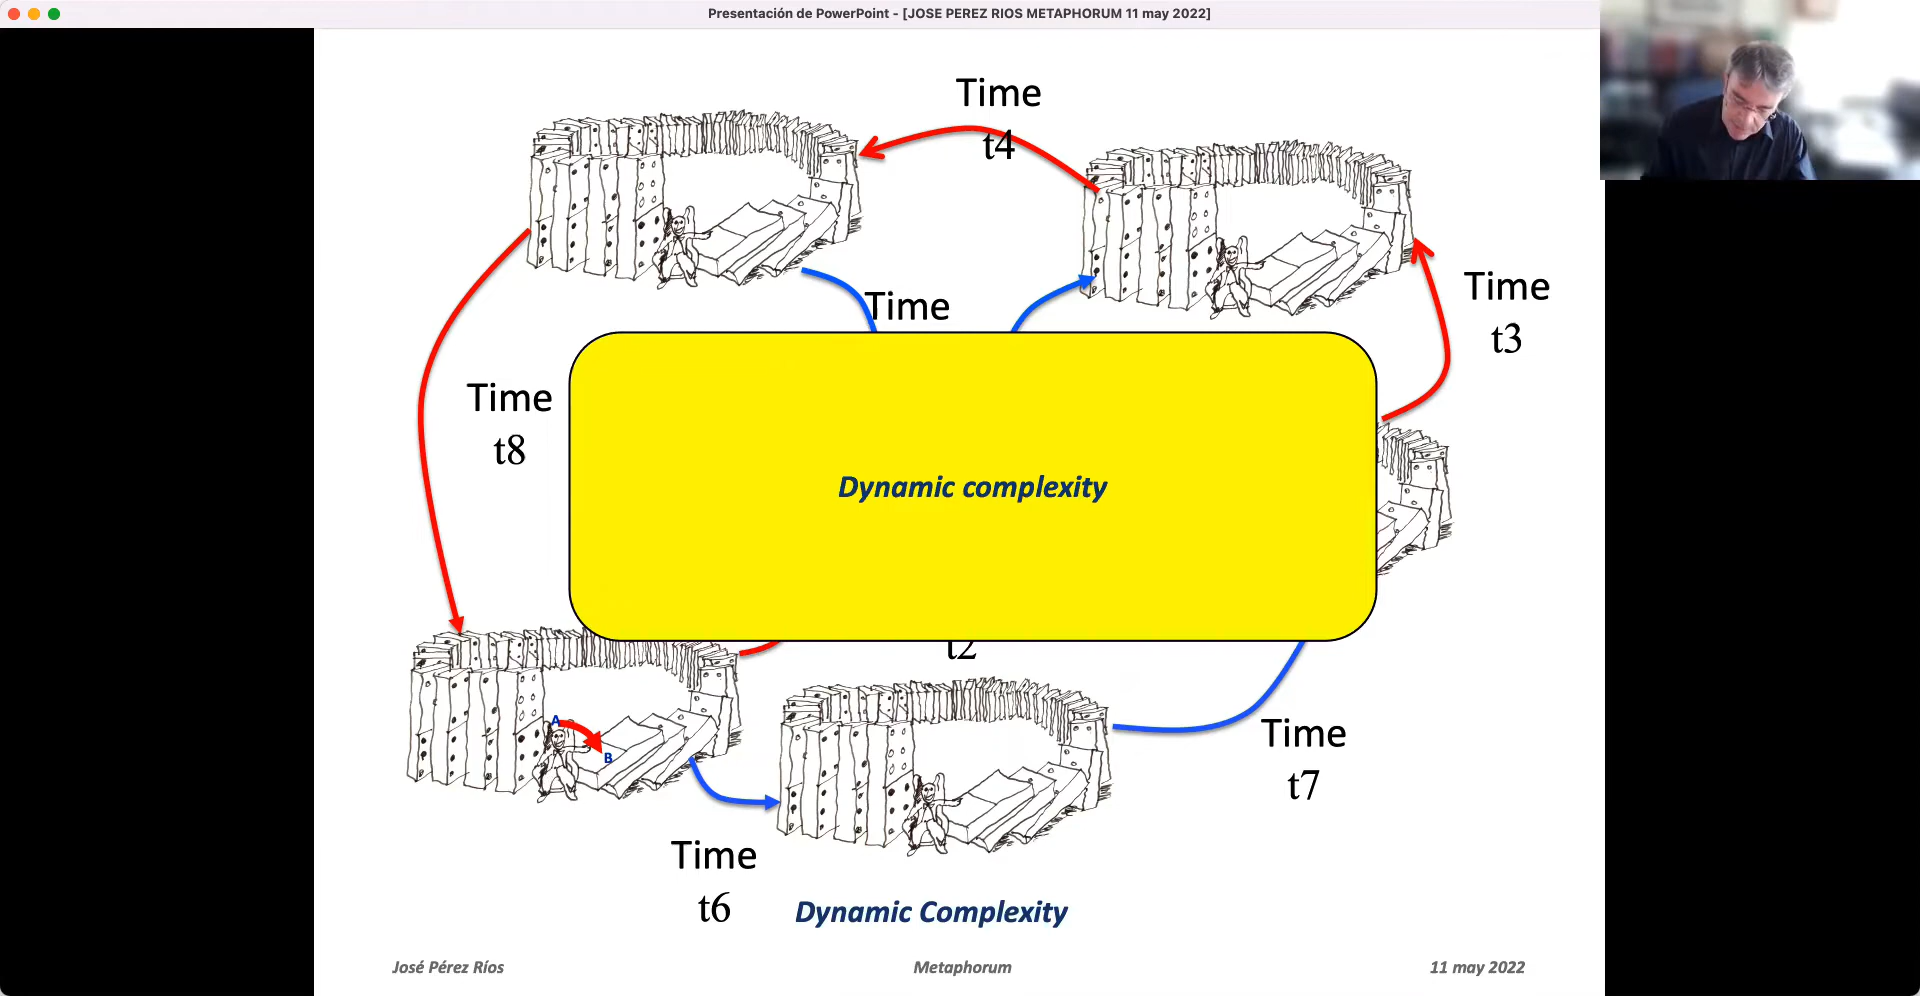 Presentación de PowerPoint - [JOSE PEREZ RIOS METAPHORUM 11 may 2022]
Time
t4
Time
t3
Time
Time
t8
Dynamic complexity
t2
A
B
Time
t7
Time
t6
Dynamic Complexity
José Pérez Ríos
Metaphorum
11 may 2022